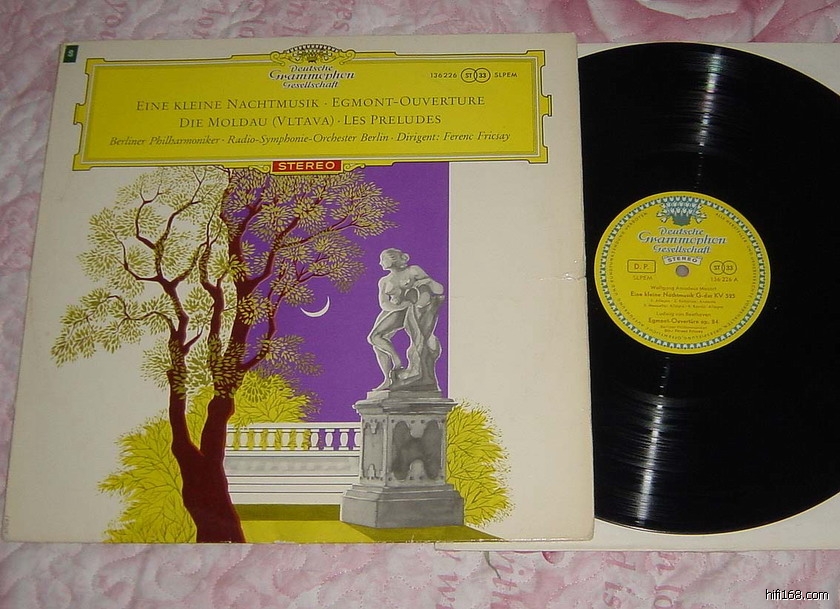 Deutsche
Grammophon
Gesellschaft
136226 ST 33 SLPEM
EINE KLEINE NACHTMUSIK · EGMONT-OUVERTURE
DIE MOLDAU (VLTAVA) · LES PRELUDES
Berliner Philharmoniker · Radio-Symphonie-Orchester Berlin · Dirigent: Ferenc Fricsay
STEREO
Deutsche
Grammophon
Gesellschaft
STEREO
D. P. ST 33
SLPEM 136 226 A
Wolfgang Amadeus Mozart
Eine kleine Nachtmusik G-dur KV 525
Ludwig van Beethoven
Egmont-Ouvertüre op. 84
hifi168.com